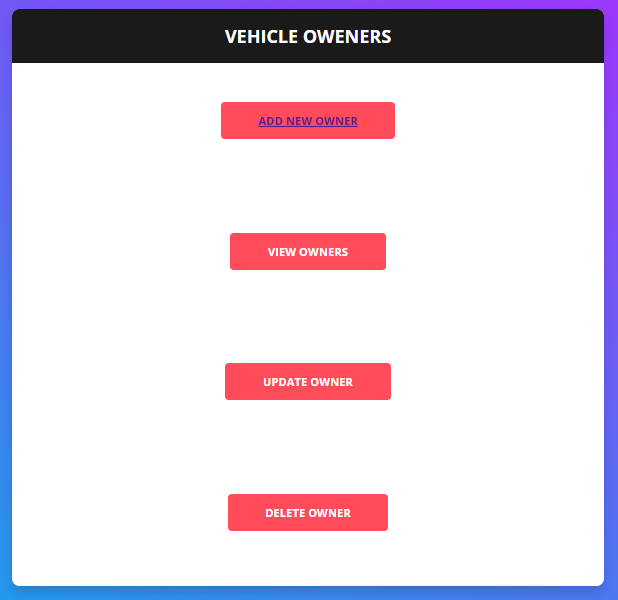 VEHICLE OWENERS
ADD NEW OWNER
VIEW OWNERS
UPDATE OWNER
DELETE OWNER